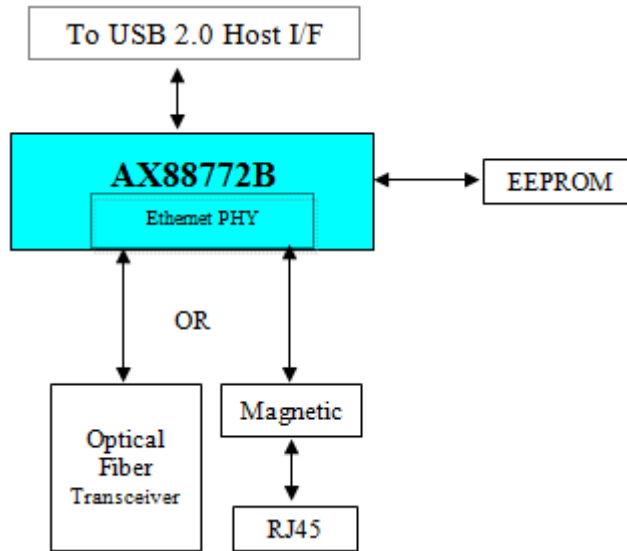 To USB 2.0 Host I/F
AX88772B
EEPROM
Ethernet PHY
OR
Magnetic
Optical
Fiber
Transceiver
RJ45